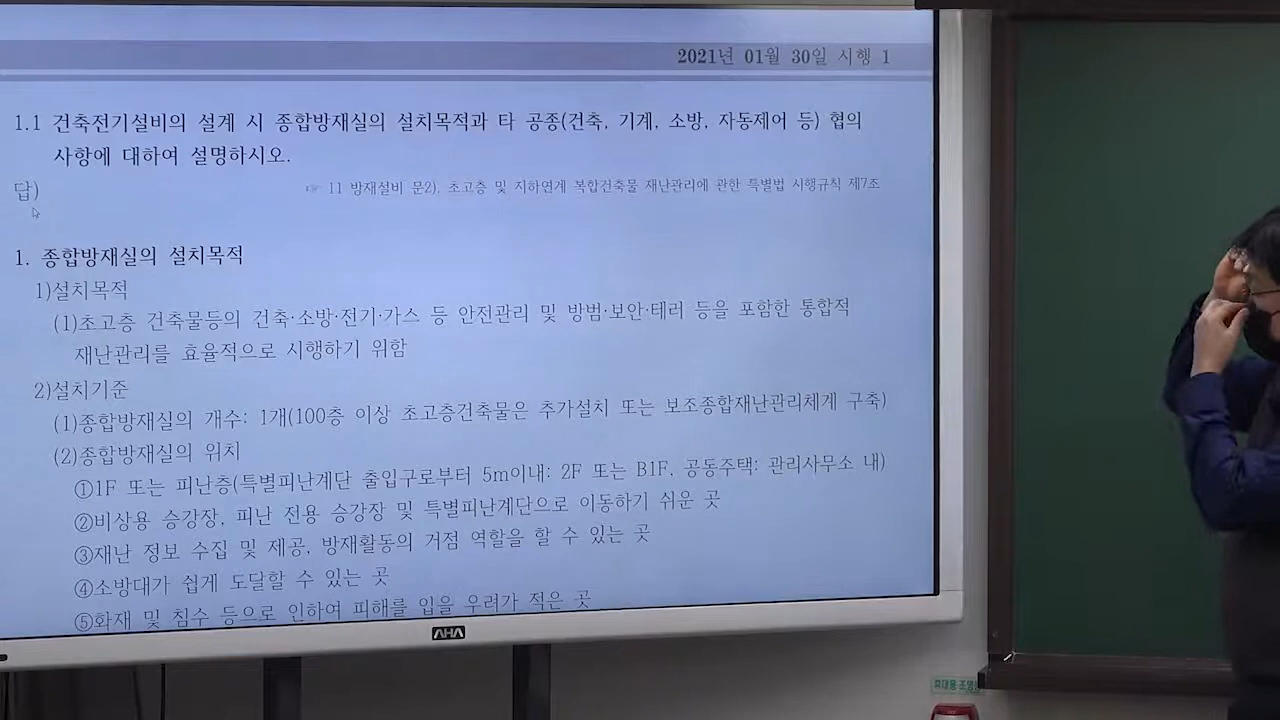 2021년 01월 30일 시행 1
1.1 건축전기설비의 설계 시 종합방재실의 설치목적과 타 공종(건축, 기계, 소방, 자동제어 등) 협의
사항에 대하여 설명하시오.
답)
☞ 11 방재설비 문2), 초고층 및 지하연계 복합건축물 재난관리에 관한 특별법 시행규칙 제7조
1. 종합방재실의 설치목적
1)설치목적
(1)초고층 건축물등의 건축·소방·전기·가스 등 안전관리 및 방범·보안·테러 등을 포함한 통합적
재난관리를 효율적으로 시행하기 위함
2)설치기준
(1)종합방재실의 개수: 1개(100층 이상 초고층건축물은 추가설치 또는 보조종합재난관리체계 구축)
(2)종합방재실의 위치
①1F 또는 피난층(특별피난계단 출입구로부터 5m이내: 2F 또는 B1F, 공동주택: 관리사무소 내)
②비상용 승강장, 피난 전용 승강장 및 특별피난계단으로 이동하기 쉬운 곳
③재난 정보 수집 및 제공, 방재활동의 거점 역할을 할 수 있는 곳
④소방대가 쉽게 도달할 수 있는 곳
⑤화재 및 침수 등으로 인하여 피해를 입을 우려가 적은 곳
AHA
휴대용 조명등